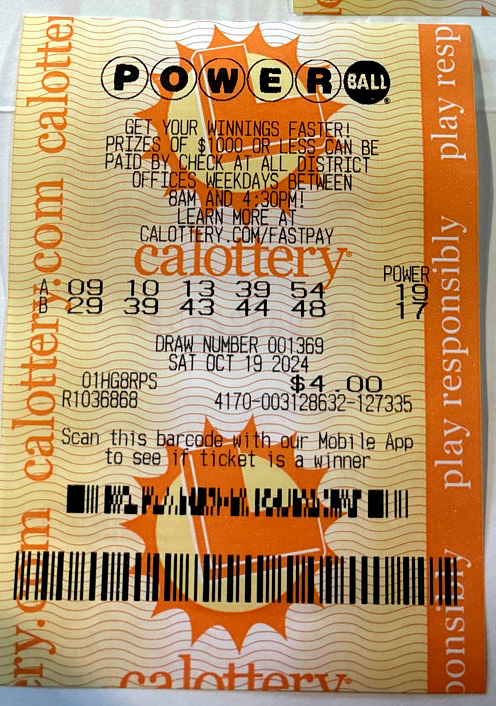 POWERBALL
GET YOUR WINNINGS FASTER!
PRIZES OF $1000 OR LESS CAN BE
PAID BY CHECK AT ALL DISTRICT
OFFICES WEEKDAYS BETWEEN
8AM AND 4:30PM!
LEARN MORE AT
CALOTTERY.COM/FASTPAY
calottery
POWER
A 09 10 13 39 54 19
B 29 39 43 44 48 17
DRAW NUMBER 001369
SAT OCT 19 2024
01HG8RPS $4.00
R1036868 4170-003128632-127335
Scan this barcode with our Mobile App
to see if ticket is a winner
calottery
ry.com calottery.com calotter
play resp
play responsibly
onsibly